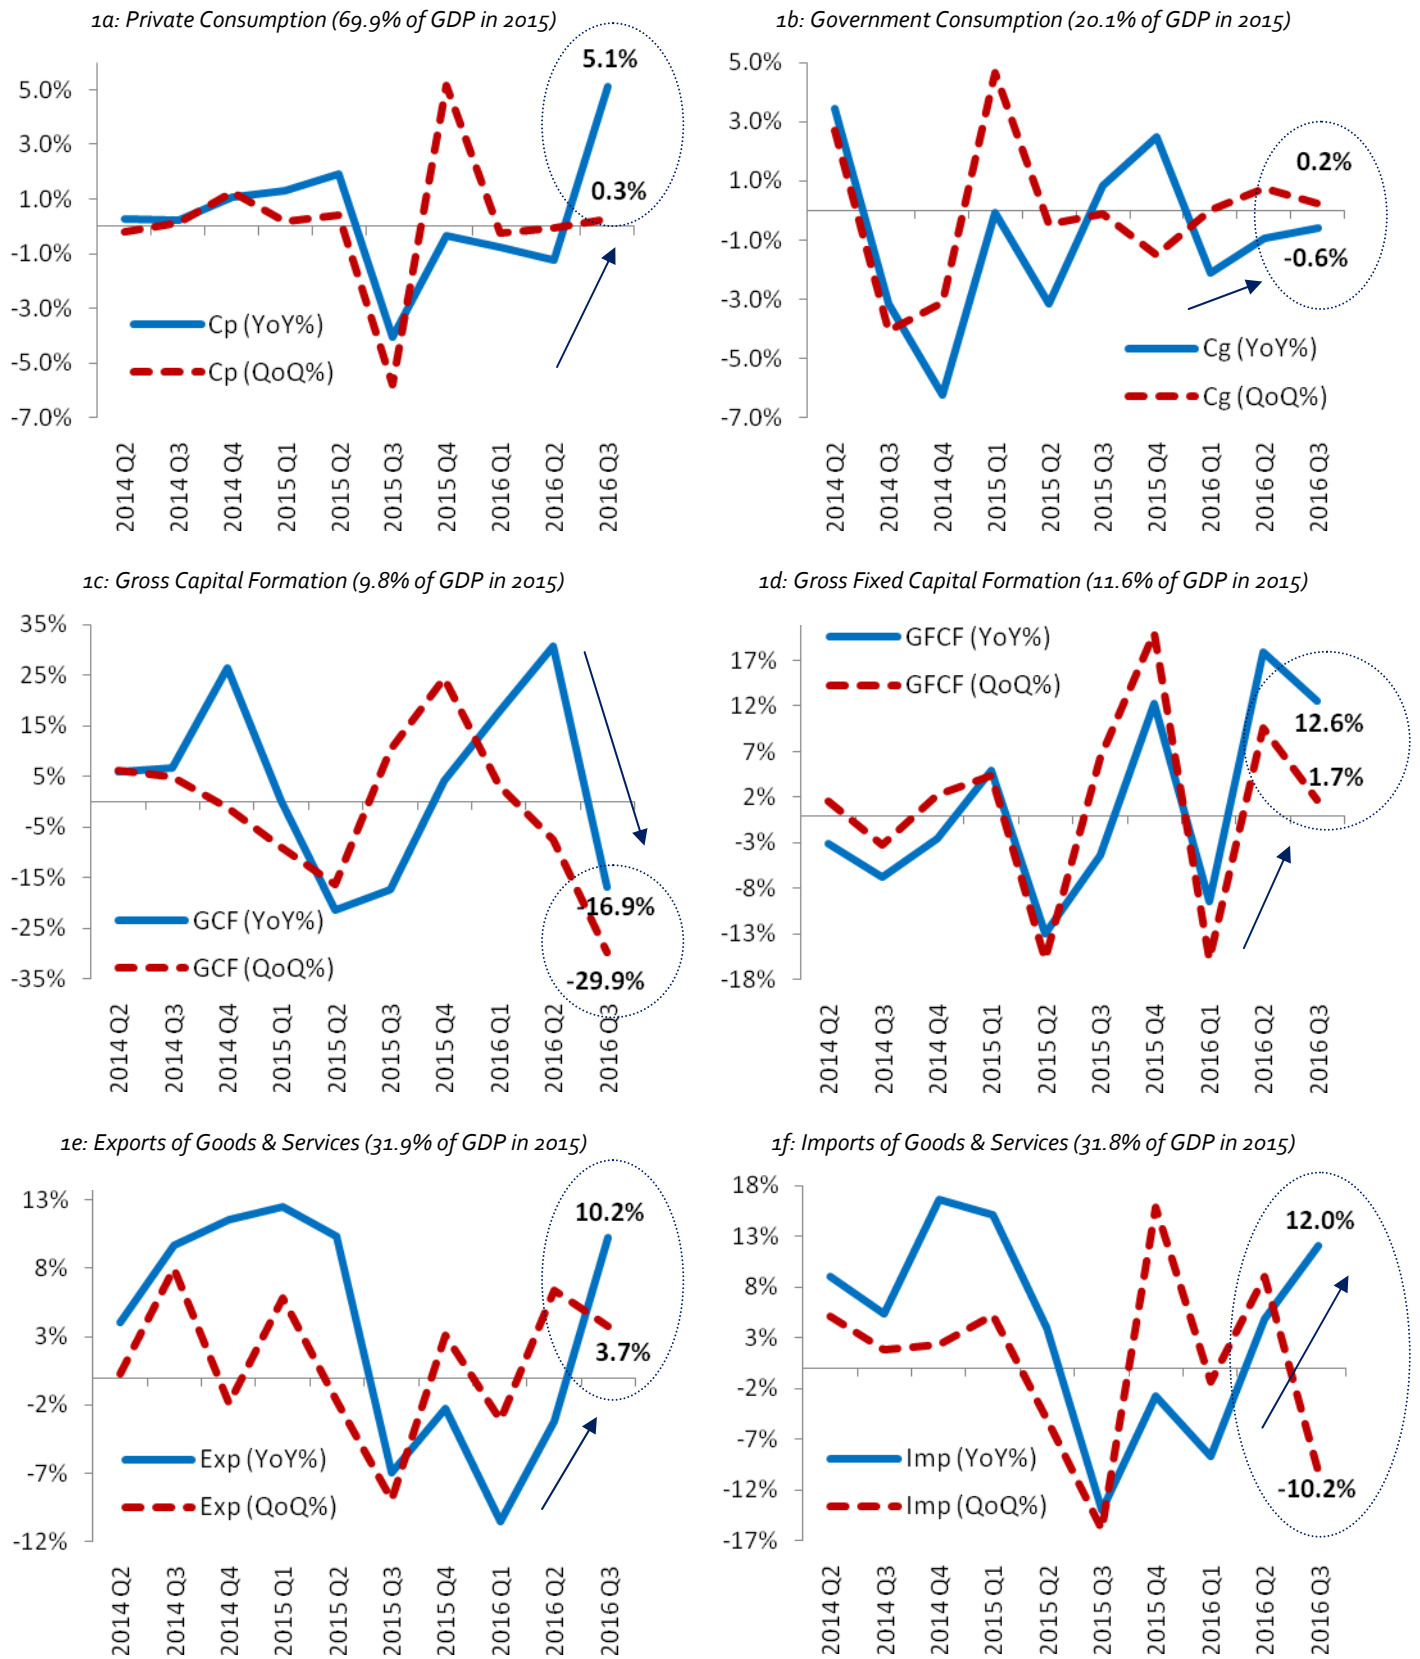 1a: Private Consumption (69.9% of GDP in 2015)
5.1%
5.0%
3.0%
1.0%
-1.0%
-3.0%
-5.0%
-7.0%
0.3%
Cp (YoY%)
Cp (QoQ%)
2014 Q2
2014 Q3
2014 Q4
2015 Q1
2015 Q2
2015 Q3
2015 Q4
2016 Q1
2016 Q2
2016 Q3
1b: Government Consumption (20.1% of GDP in 2015)
5.0%
3.0%
1.0%
-1.0%
-3.0%
-5.0%
-7.0%
0.2%
-0.6%
Cg (YoY%)
Cg (QoQ%)
2014 Q2
2014 Q3
2014 Q4
2015 Q1
2015 Q2
2015 Q3
2015 Q4
2016 Q1
2016 Q2
2016 Q3
1c: Gross Capital Formation (9.8% of GDP in 2015)
35%
25%
15%
5%
-5%
-15%
-25%
-35%
GCF (YoY%)
GCF (QoQ%)
-16.9%
-29.9%
2014 Q2
2014 Q3
2014 Q4
2015 Q1
2015 Q2
2015 Q3
2015 Q4
2016 Q1
2016 Q2
2016 Q3
1d: Gross Fixed Capital Formation (11.6% of GDP in 2015)
GFCF (YoY%)
GFCF (QoQ%)
17%
12%
7%
2%
-3%
-8%
-13%
-18%
12.6%
1.7%
2014 Q2
2014 Q3
2014 Q4
2015 Q1
2015 Q2
2015 Q3
2015 Q4
2016 Q1
2016 Q2
2016 Q3
1e: Exports of Goods & Services (31.9% of GDP in 2015)
13%
8%
3%
-2%
-7%
-12%
10.2%
3.7%
Exp (YoY%)
Exp (QoQ%)
2014 Q2
2014 Q3
2014 Q4
2015 Q1
2015 Q2
2015 Q3
2015 Q4
2016 Q1
2016 Q2
2016 Q3
1f: Imports of Goods & Services (31.8% of GDP in 2015)
18%
13%
8%
3%
-2%
-7%
-12%
-17%
12.0%
-10.2%
Imp (YoY%)
Imp (QoQ%)
2014 Q2
2014 Q3
2014 Q4
2015 Q1
2015 Q2
2015 Q3
2015 Q4
2016 Q1
2016 Q2
2016 Q3